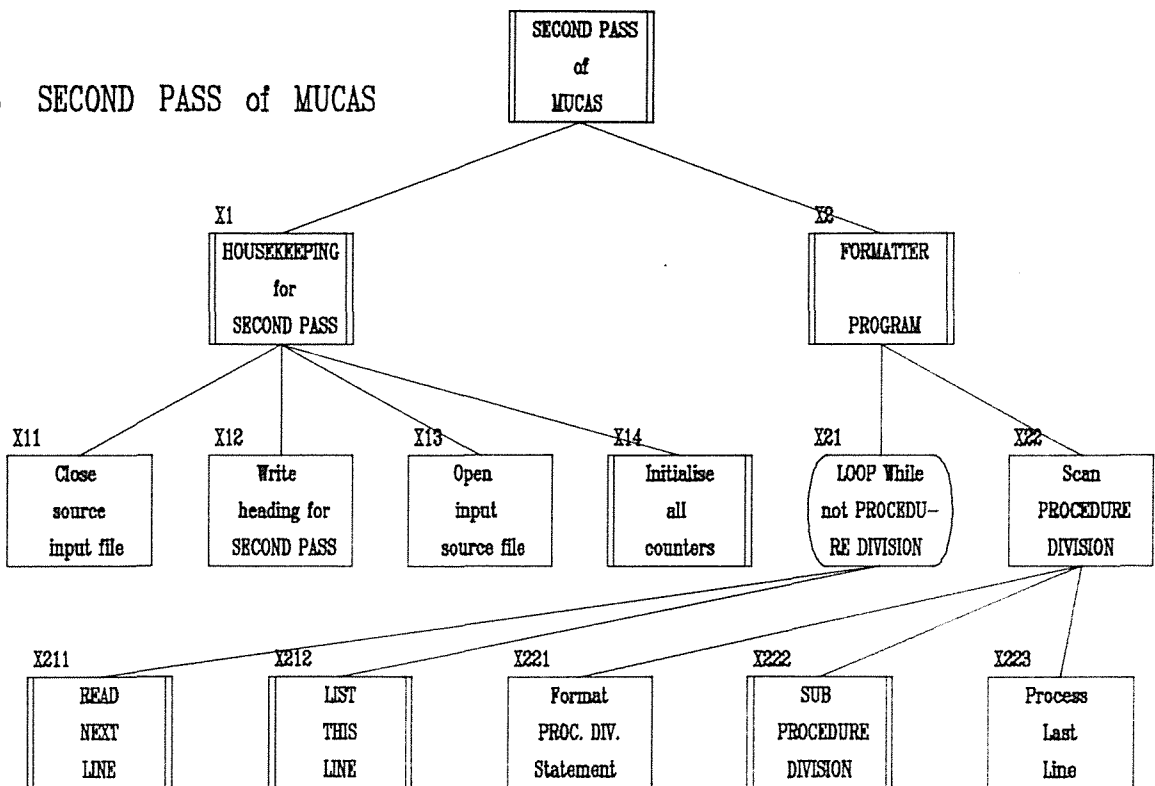 SECOND PASS
of
MUCAS
SECOND PASS of MUCAS
X1
HOUSEKEEPING
for
SECOND PASS
X2
FORMATTER
PROGRAM
X11
Close
source
input file
X12
Write
heading for
SECOND PASS
X13
Open
input
source file
X14
Initialise
all
counters
X21
LOOP While
not PROCEDU-
RE DIVISION
X22
Scan
PROCEDURE
DIVISION
X211
READ
NEXT
LINE
X212
LIST
THIS
LINE
X221
Format
PROC. DIV.
Statement
X222
SUB
PROCEDURE
DIVISION
X223
Process
Last
Line